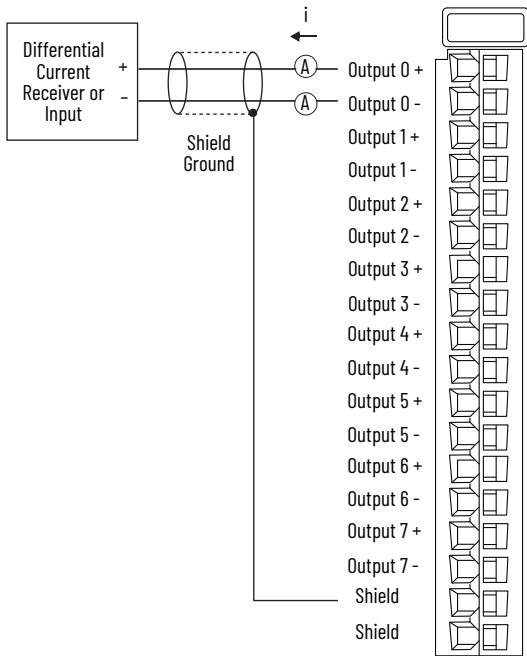 i
Differential
Current
Receiver or
Input
+
-
A
A
Shield
Ground
Output 0 +
Output 0 -
Output 1 +
Output 1 -
Output 2 +
Output 2 -
Output 3 +
Output 3 -
Output 4 +
Output 4 -
Output 5 +
Output 5 -
Output 6 +
Output 6 -
Output 7 +
Output 7 -
Shield
Shield